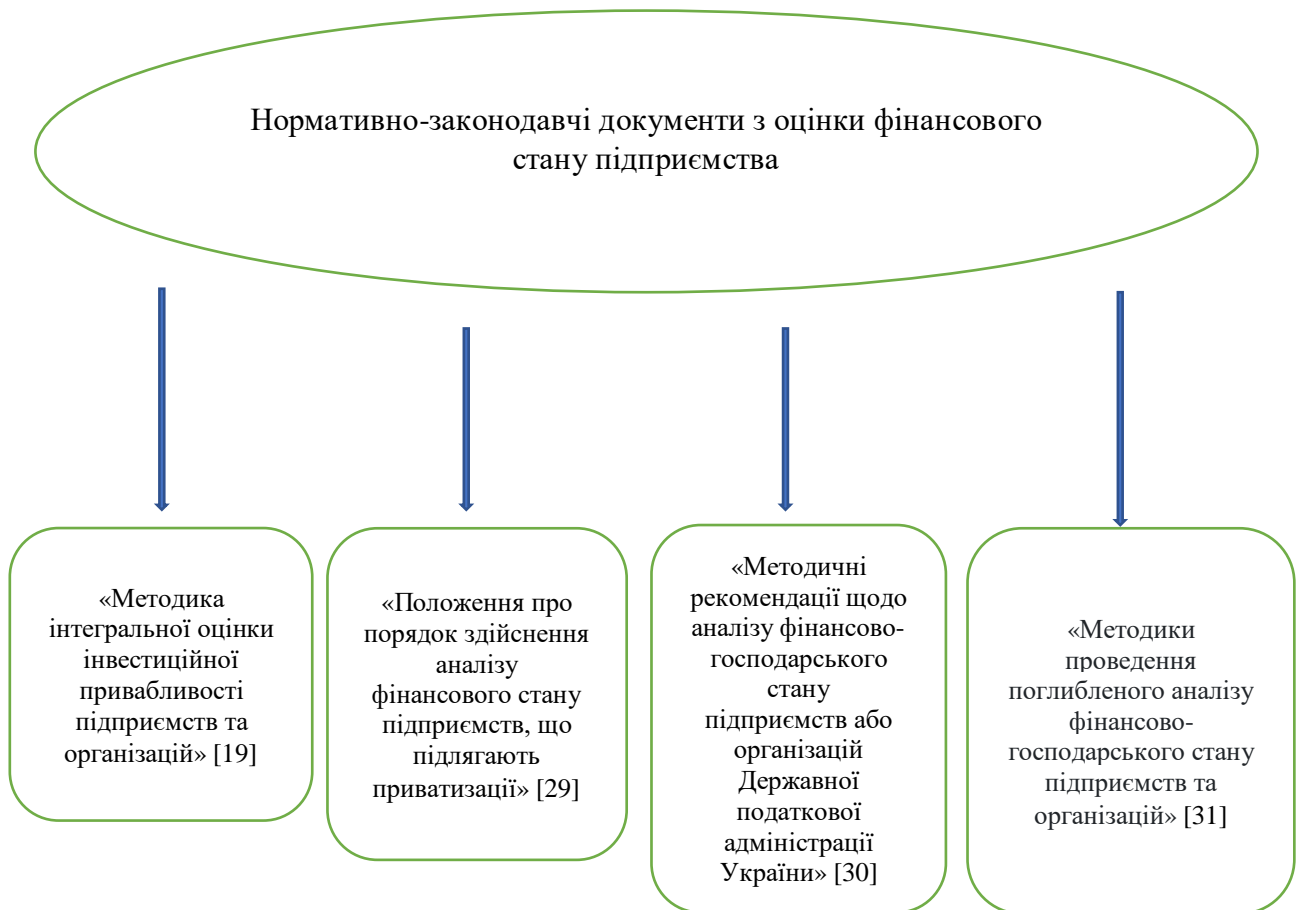 Нормативно-законодавчі документи з оцінки фінансового
стану підприємства
«Методика
інтегральної оцінки
інвестиційної
привабливості
підприємств та
організацій» [19]
«Положення про
порядок здійснення
аналізу
фінансового стану
підприємств, що
підлягають
приватизації» [29]
«Методичні
рекомендації щодо
аналізу фінансово-
господарського
стану
підприємств або
організацій
Державної
податкової
адміністрації
України» [30]
«Методики
проведення
поглибленого аналізу
фінансово-
господарського стану
підприємств та
організацій» [31]